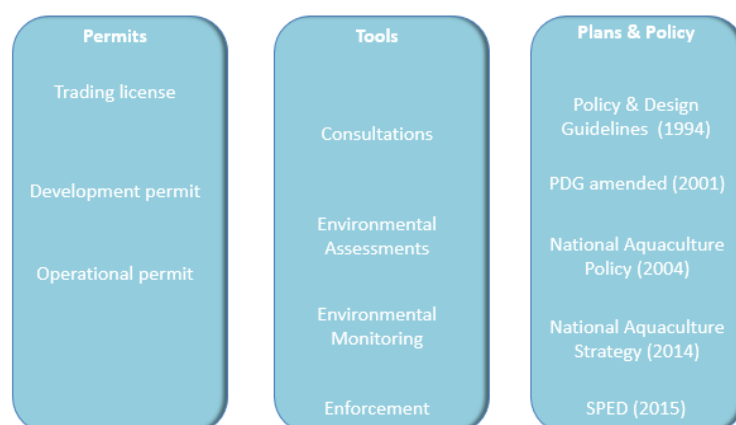 Permits
Trading license
Development permit
Operational permit
Tools
Consultations
Environmental
Assessments
Environmental
Monitoring
Enforcement
Plans & Policy
Policy & Design
Guidelines (1994)
PDG amended (2001)
National Aquaculture
Policy (2004)
National Aquaculture
Strategy (2014)
SPED (2015)